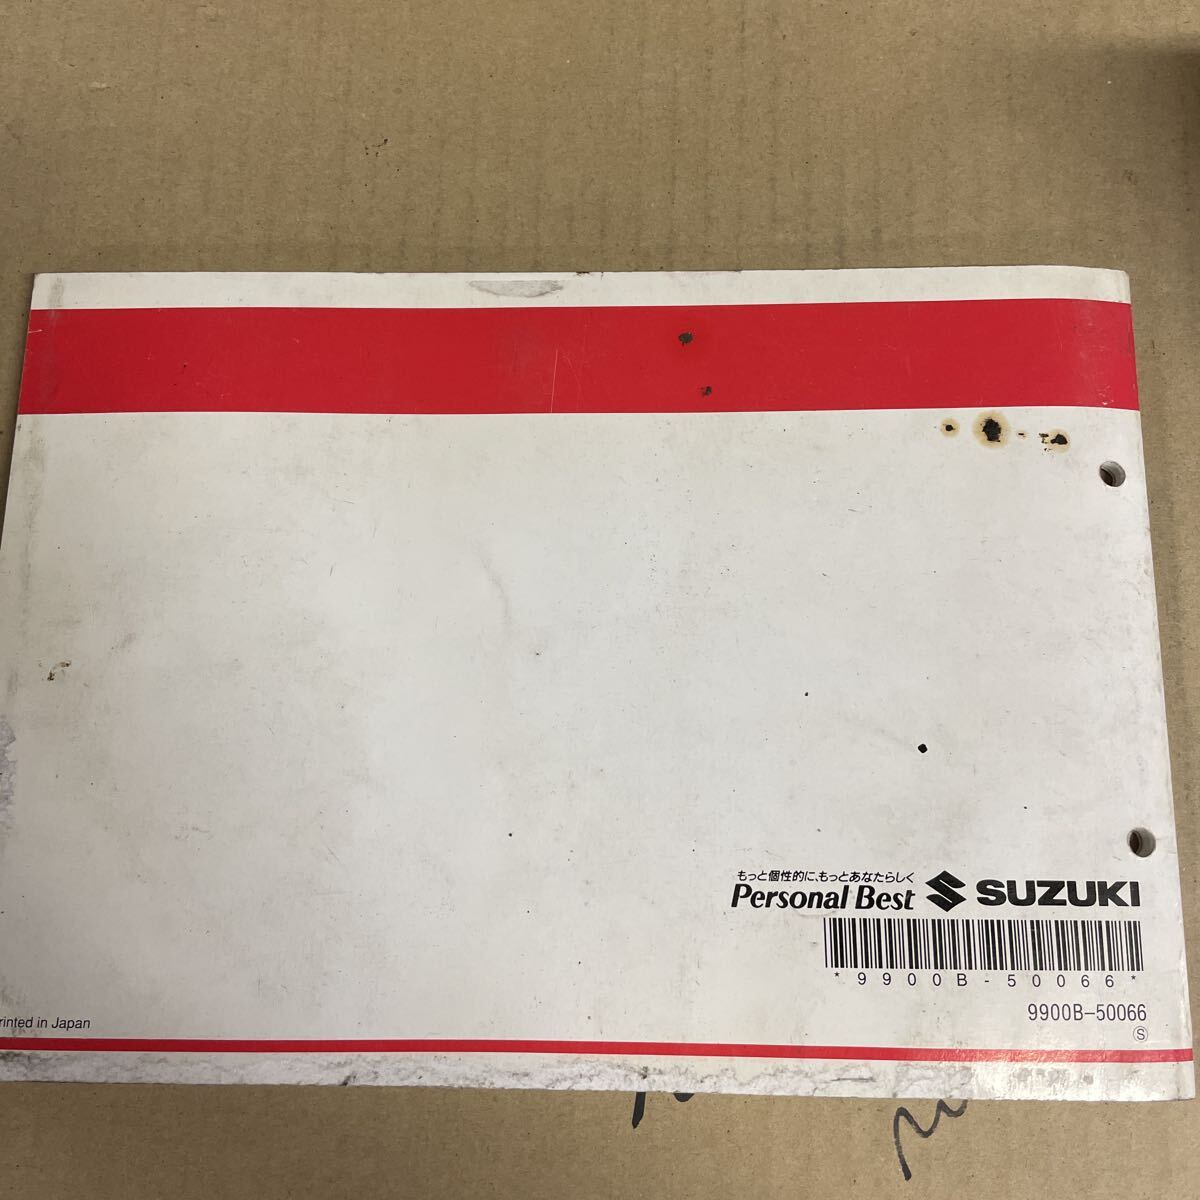 もっと個性的に、もっとあなたらしく
Personal Best SUZUKI
*9900B-50066*
9900B-50066
Ⓢ
rinted in Japan